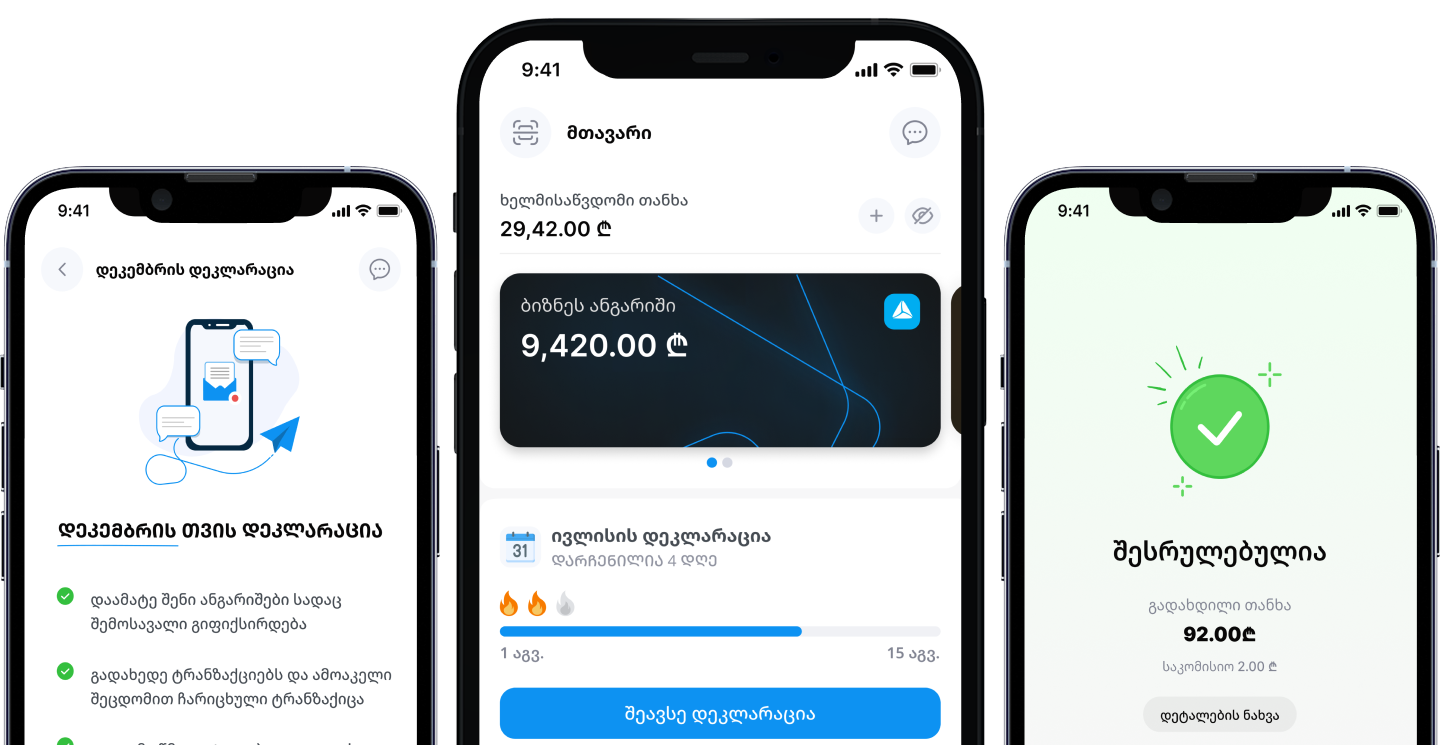 9:41
დეკემბრის დეკლარაცია
დეკემბრის თვის დეკლარაცია
დაამატე შენი ანგარიშები სადაც
შემოსავალი გიფიქსირდება
გადახედე ტრანზაქციებს და ამოაკელი
შეცდომით ჩარიცხული ტრანზაქიცა
9:41
მთავარი
ხელმისაწვდომი თანხა
29,42.00 ₾
ბიზნეს ანგარიში
9,420.00 ₾
31
ივლისის დეკლარაცია
დარჩენილია 4 დღე
1 აგვ.
15 აგვ.
შეავსე დეკლარაცია
9:41
შესრულებულია
გადახდილი თანხა
92.00₾
საკომისიო 2.00 ₾
დეტალების ნახვა